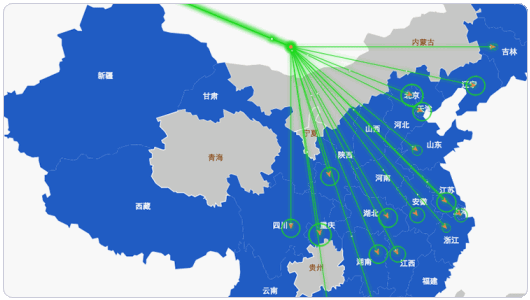 内蒙古
吉林
新疆
辽宁
甘肃
北京
天津
河北
宁夏
山西
山东
陕西
青海
河南
江苏
西藏
安徽
上海
湖北
四川
重庆
浙江
湖南
江西
贵州
福建
云南